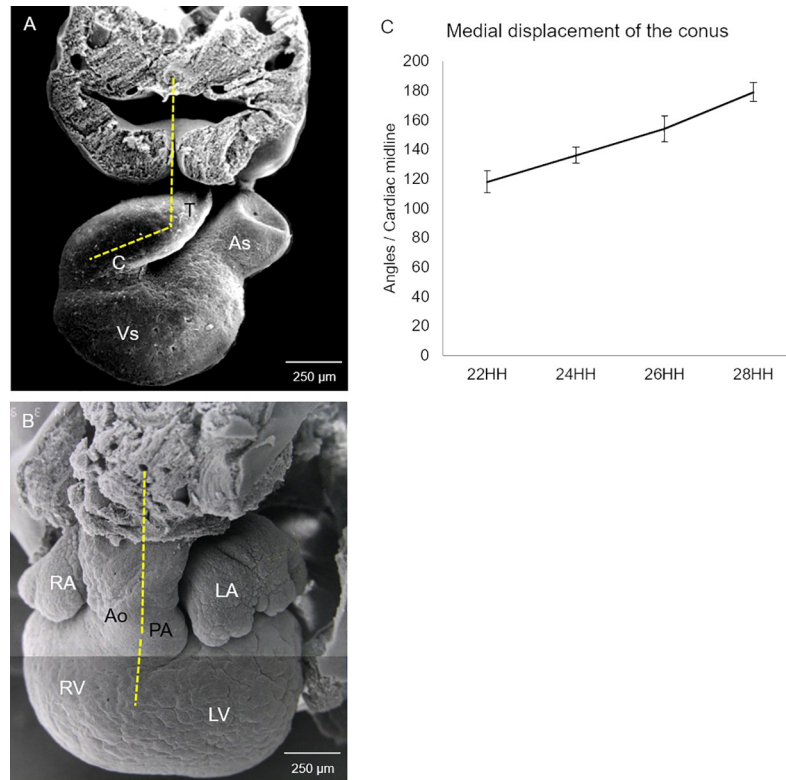 A
T
As
C
Vs
250 µm
B
RA
LA
Ao
PA
RV
LV
250 µm
C
Medial displacement of the conus
Angles / Cardiac midline
200
180
160
140
120
100
80
60
40
20
0
22HH
24HH
26HH
28HH